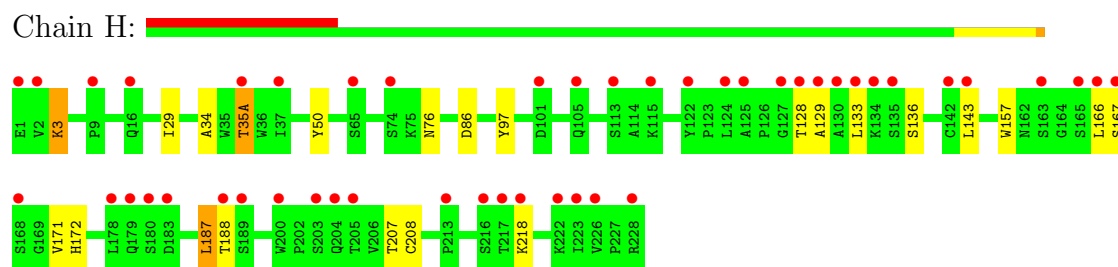 Chain H:
E1 V2 K3 P9 Q16 I29 A34 W35 T35A W36 I37 Y50 S65 S74 K75 N76 D86 Y97 D101 Q105 S113 A114 K115 Y122 P123 L124 A125 P126 G127 T128 A129 A130 L133 K134 S135 S136 C142 L143 W157 N162 S163 G164 S165 L166 S167
S168 G169 V171 H172 L178 Q179 S180 D183 L187 T188 S189 W200 P202 S203 Q204 T205 V206 T207 C208 P213 S216 T217 K218 K222 I223 V226 P227 R228